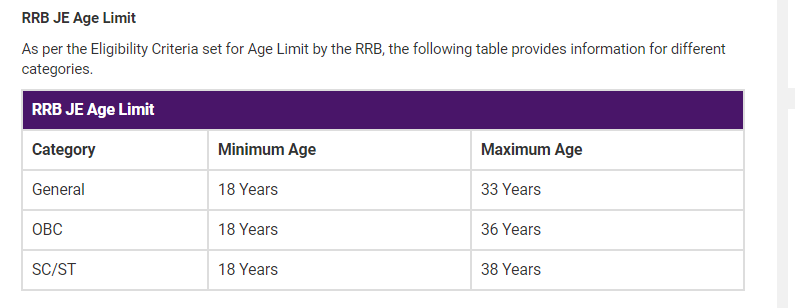 RRB JE Age Limit
As per the Eligibility Criteria set for Age Limit by the RRB, the following table provides information for different
categories.
RRB JE Age Limit
Category Minimum Age Maximum Age
General 18 Years 33 Years
OBC 18 Years 36 Years
SC/ST 18 Years 38 Years